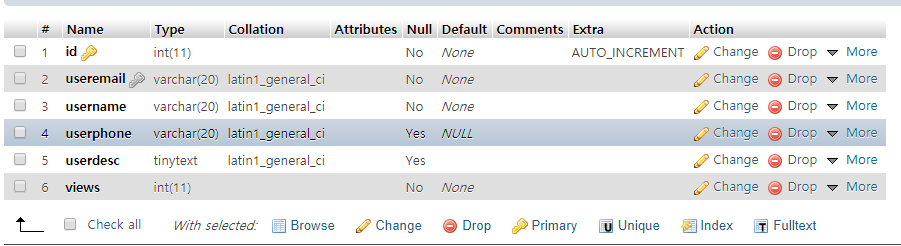 # Name Type Collation Attributes Null Default Comments Extra Action
1 id int(11) No None AUTO_INCREMENT Change Drop More
2 useremail varchar(20) latin1_general_ci No None Change Drop More
3 username varchar(20) latin1_general_ci No None Change Drop More
4 userphone varchar(20) latin1_general_ci Yes NULL Change Drop More
5 userdesc tinytext latin1_general_ci Yes Change Drop More
6 views int(11) No None Change Drop More
Check all With selected: Browse Change Drop Primary U Unique Index T Fulltext